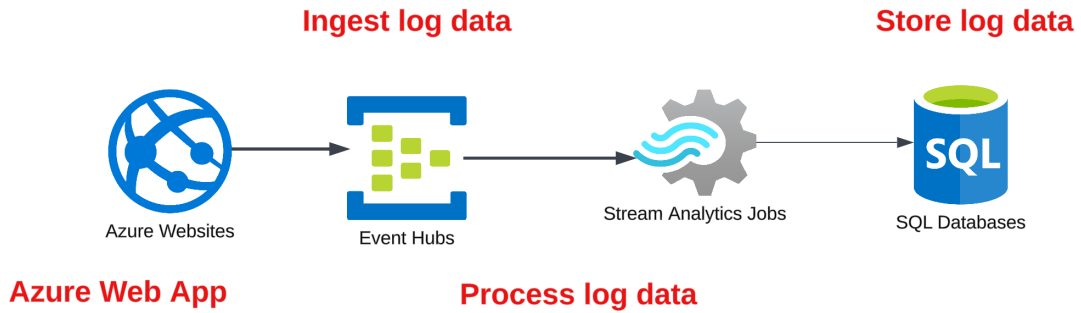 Ingest log data
Store log data
SQL
Azure Websites
Event Hubs
Stream Analytics Jobs
SQL Databases
Azure Web App
Process log data